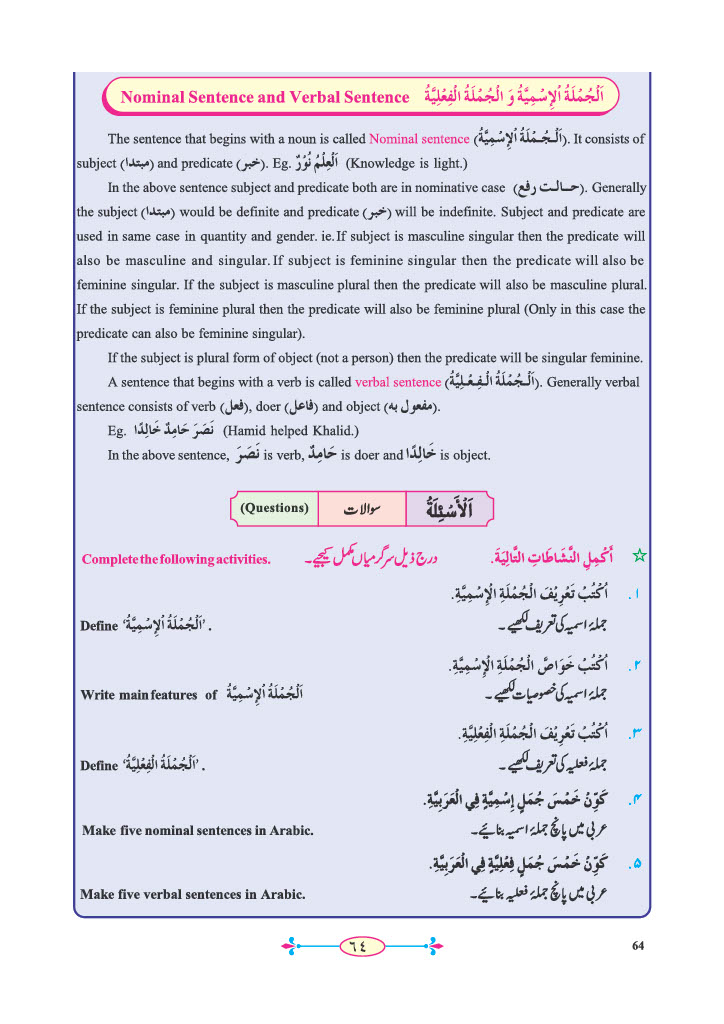 Nominal Sentence and Verbal Sentence اَلْجُمْلَةُ الْإِسْمِيَّةُ وَ الْجُمْلَةُ الْفِعْلِيَّةُ
The sentence that begins with a noun is called Nominal sentence (اَلْجُمْلَةُ الْإِسْمِيَّةُ). It consists of
subject (مبتدا) and predicate (خبر). Eg. اَلْعِلْمُ نُوْرٌ (Knowledge is light.)
In the above sentence subject and predicate both are in nominative case (حالت رفع). Generally
the subject (مبتدا) would be definite and predicate (خبر) will be indefinite. Subject and predicate are
used in same case in quantity and gender. ie. If subject is masculine singular then the predicate will
also be masculine and singular. If subject is feminine singular then the predicate will also be
feminine singular. If the subject is masculine plural then the predicate will also be masculine plural.
If the subject is feminine plural then the predicate will also be feminine plural (Only in this case the
predicate can also be feminine singular).
If the subject is plural form of object (not a person) then the predicate will be singular feminine.
A sentence that begins with a verb is called verbal sentence (اَلْجُمْلَةُ الْفِعْلِيَّةُ). Generally verbal
sentence consists of verb (فعل), doer (فاعل) and object (مفعول به).
Eg. نَصَرَ حَامِدٌ خَالِدًا (Hamid helped Khalid.)
In the above sentence, نَصَرَ is verb, حَامِدٌ is doer and خَالِدًا is object.
(Questions) سوالات اَلْأَسْئِلَةُ
Complete the following activities. درج ذیل سرگرمیاں مکمل کیجیے۔ أَكْمِلِ النَّشَاطَاتِ التَّالِيَةَ. ☆
۱. اُكْتُبْ تَعْرِيْفَ الْجُمْلَةِ الْإِسْمِيَّةِ.
Define ‘اَلْجُمْلَةُ الْإِسْمِيَّةُ’. جملۂ اسمیہ کی تعریف لکھیے۔
۲. اُكْتُبْ خَوَاصَّ الْجُمْلَةِ الْإِسْمِيَّةِ.
Write main features of اَلْجُمْلَةُ الْإِسْمِيَّةُ جملۂ اسمیہ کی خصوصیات لکھیے۔
۳. اُكْتُبْ تَعْرِيْفَ الْجُمْلَةِ الْفِعْلِيَّةِ.
Define ‘اَلْجُمْلَةُ الْفِعْلِيَّةُ’. جملۂ فعلیہ کی تعریف لکھیے۔
۴. كَوِّنْ خَمْسَ جُمَلٍ إِسْمِيَّةٍ فِي الْعَرَبِيَّةِ.
Make five nominal sentences in Arabic. عربی میں پانچ جملۂ اسمیہ بنائیے۔
۵. كَوِّنْ خَمْسَ جُمَلٍ فِعْلِيَّةٍ فِي الْعَرَبِيَّةِ.
Make five verbal sentences in Arabic. عربی میں پانچ جملۂ فعلیہ بنائیے۔
٦٤ 64